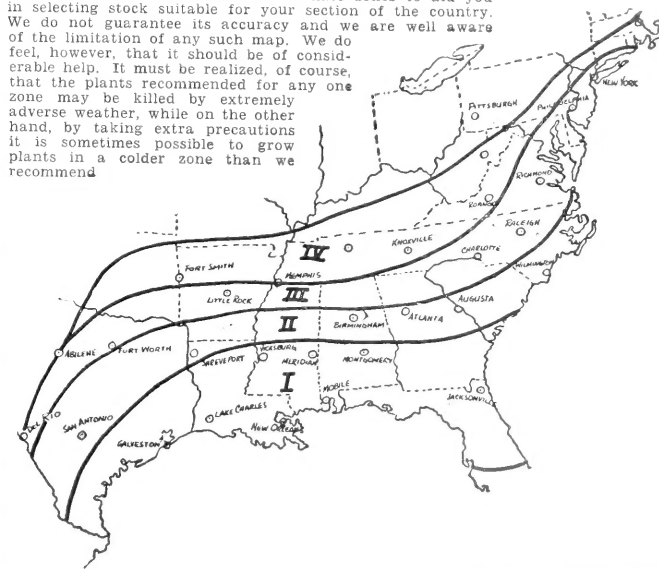 in selecting stock suitable for your section of the country.
We do not guarantee its accuracy and we are well aware
of the limitation of any such map. We do
feel, however, that it should be of consid-
erable help. It must be realized, of course,
that the plants recommended for any one
zone may be killed by extremely
adverse weather, while on the other
hand, by taking extra precautions
it is sometimes possible to grow
plants in a colder zone than we
recommend
NEW YORK
PITTSBURGH
PHILADELPHIA
RICHMOND
ROANOKE
RALEIGH
KNOXVILLE
CHARLOTTE
WILMINGTON
IV
FORT SMITH
MEMPHIS
III
LITTLE ROCK
II
AUGUSTA
ATLANTA
BIRMINGHAM
ABILENE
FORT WORTH
SHREVEPORT
VICKSBURG
MERIDIAN
MONTGOMERY
I
MOBILE
JACKSONVILLE
DEL RIO
SAN ANTONIO
LAKE CHARLES
NEW ORLEANS
GALVESTON